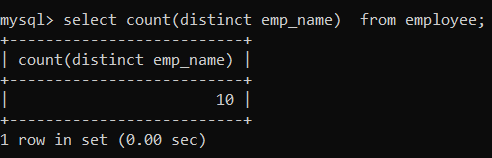 mysql> select count(distinct emp_name)  from employee;
+--------------------------+
| count(distinct emp_name) |
+--------------------------+
|                       10 |
+--------------------------+
1 row in set (0.00 sec)